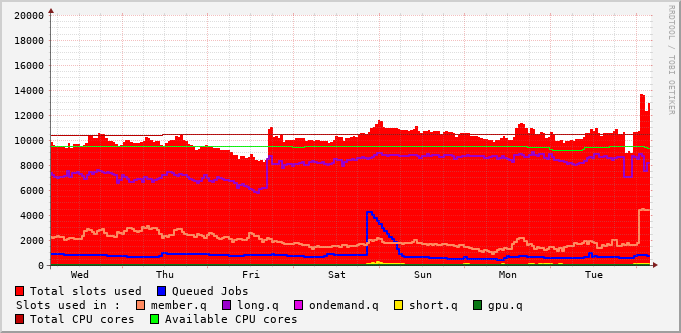 20000
18000
16000
14000
12000
10000
8000
6000
4000
2000
0
Wed Thu Fri Sat Sun Mon Tue
Total slots used Queued Jobs
Slots used in : member.q long.q ondemand.q short.q gpu.q
Total CPU cores Available CPU cores
RRDTOOL / TOBI OETIKER